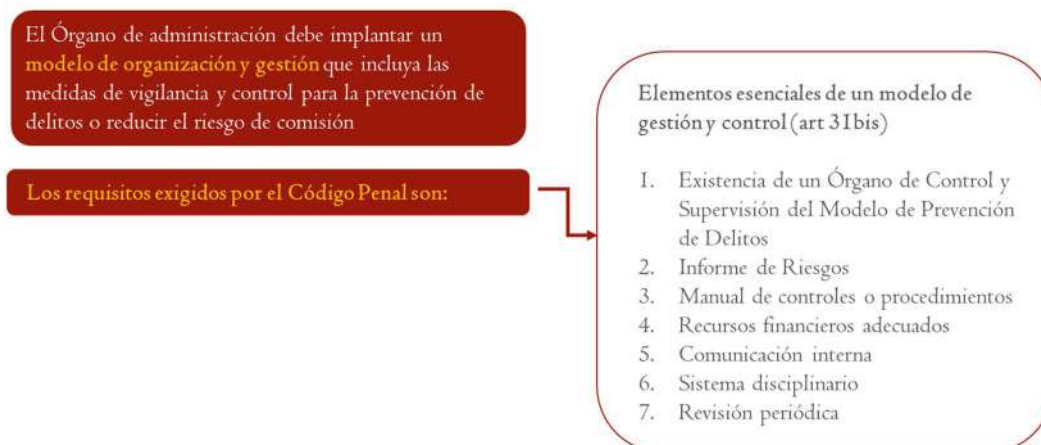 El Órgano de administración debe implantar un
modelo de organización y gestión que incluya las
medidas de vigilancia y control para la prevención de
delitos o reducir el riesgo de comisión
Los requisitos exigidos por el Código Penal son:
Elementos esenciales de un modelo de
gestión y control (art 31bis)
1. Existencia de un Órgano de Control y
Supervisión del Modelo de Prevención
de Delitos
2. Informe de Riesgos
3. Manual de controles o procedimientos
4. Recursos financieros adecuados
5. Comunicación interna
6. Sistema disciplinario
7. Revisión periódica